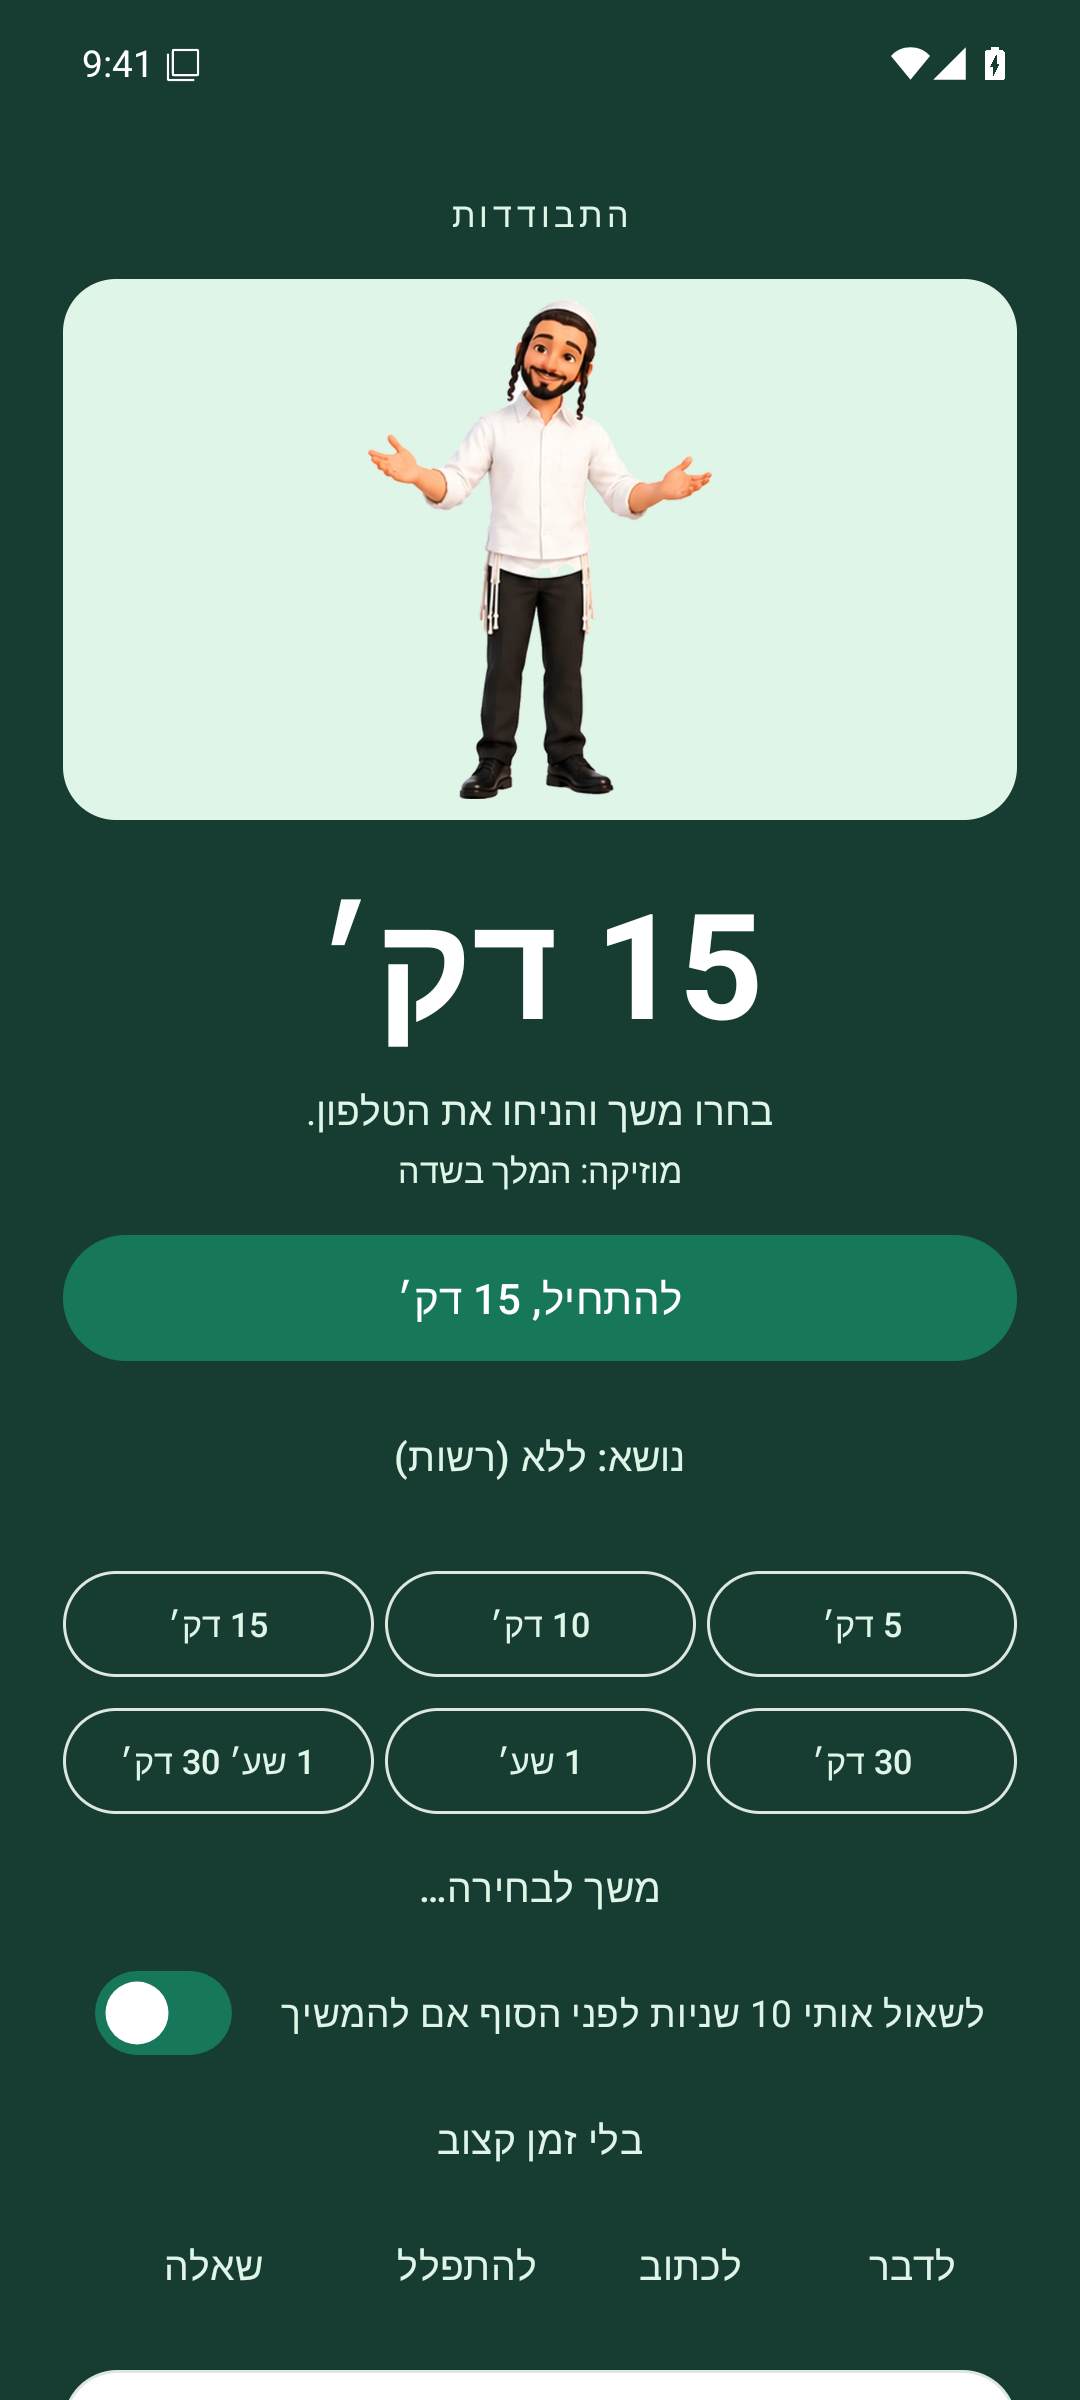 9:41
התבודדות
15 דק׳
בחרו משך והניחו את הטלפון.
מוזיקה: המלך בשדה
להתחיל, 15 דק׳
נושא: ללא (רשות)
5 דק׳
10 דק׳
15 דק׳
30 דק׳
1 שע׳
1 שע׳ 30 דק׳
משך לבחירה...
לשאול אותי 10 שניות לפני הסוף אם להמשיך
בלי זמן קצוב
לדבר
לכתוב
להתפלל
שאלה